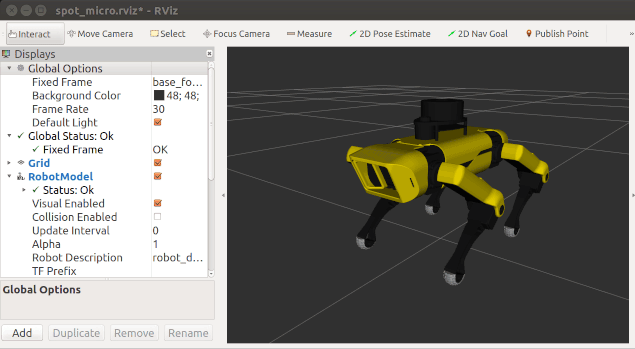 spot_micro.rviz* - RViz
Interact Move Camera Select Focus Camera Measure 2D Pose Estimate 2D Nav Goal Publish Point »
Displays
Global Options
Fixed Frame base_fo...
Background Color 48; 48;
Frame Rate 30
Default Light
Global Status: Ok
Fixed Frame OK
Grid
RobotModel
Status: Ok
Visual Enabled
Collision Enabled
Update Interval 0
Alpha 1
Robot Description robot_d...
TF Prefix
Global Options
Add Duplicate Remove Rename